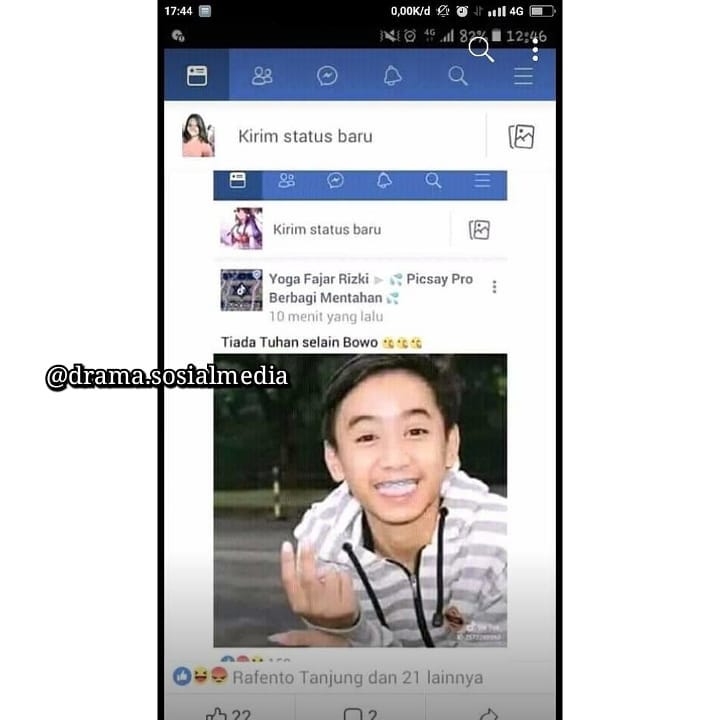 17:44
0,00K/d
4G
4G
82%
12:46
Kirim status baru
Kirim status baru
Yoga Fajar Rizki ▶ 💦 Picsay Pro
Berbagi Mentahan 💦
10 menit yang lalu
Tiada Tuhan selain Bowo 😘😘😘
@drama.sosialmedia
Rafento Tanjung dan 21 lainnya
22
2